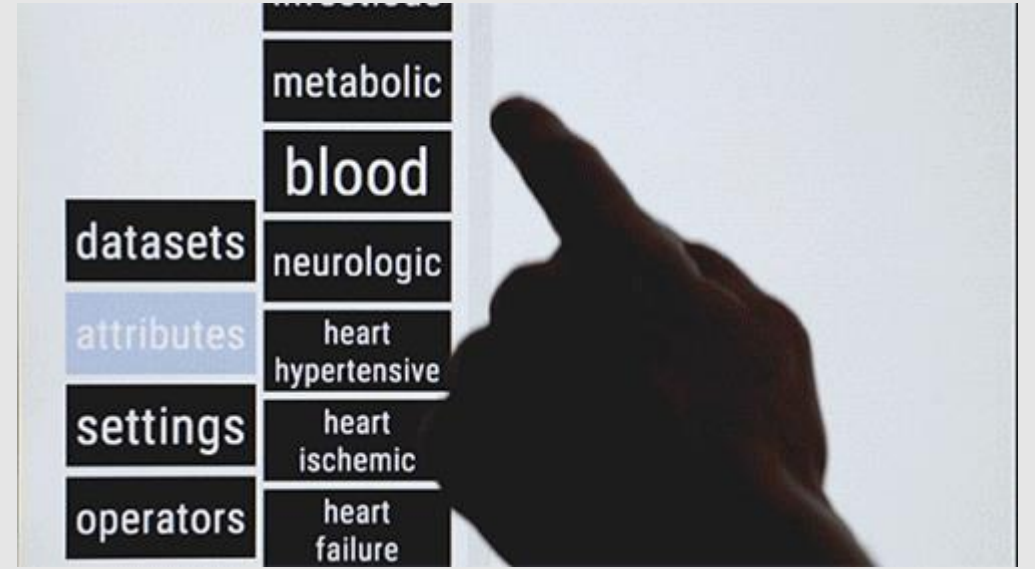 metabolic
blood
neurologic
heart
hypertensive
heart
ischemic
heart
failure
datasets
attributes
settings
operators